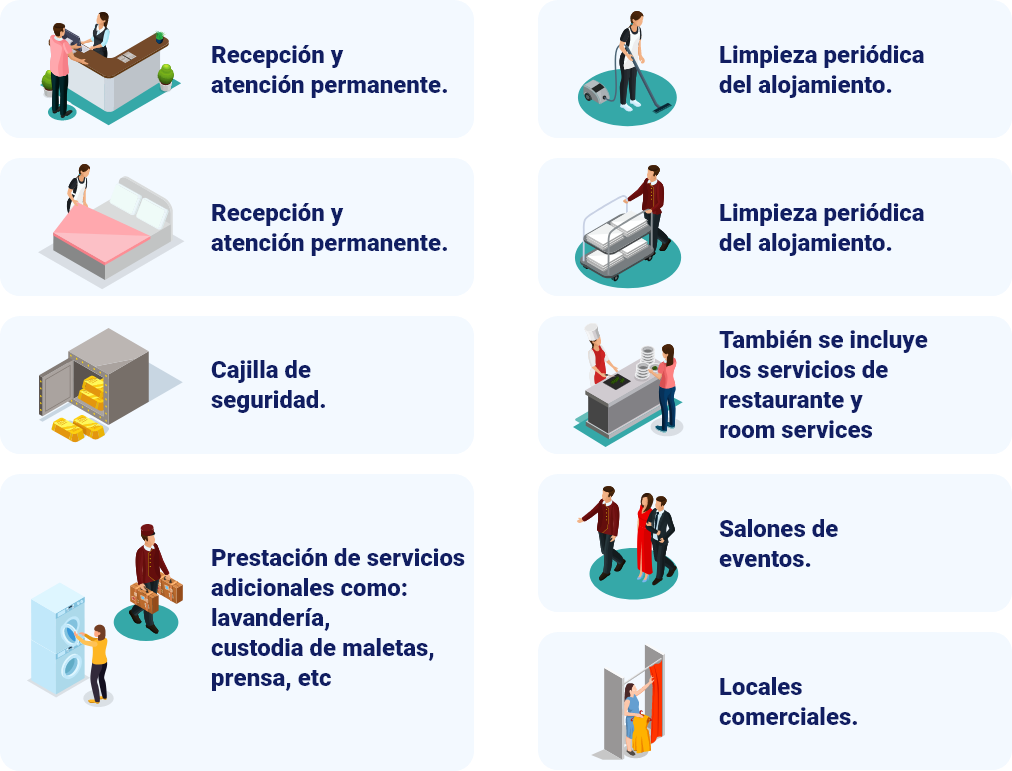 Recepción y
atención permanente.
Limpieza periódica
del alojamiento.
Recepción y
atención permanente.
Limpieza periódica
del alojamiento.
Cajilla de
seguridad.
También se incluye
los servicios de
restaurante y
room services
Prestación de servicios
adicionales como:
lavandería,
custodia de maletas,
prensa, etc
Salones de
eventos.
Locales
comerciales.